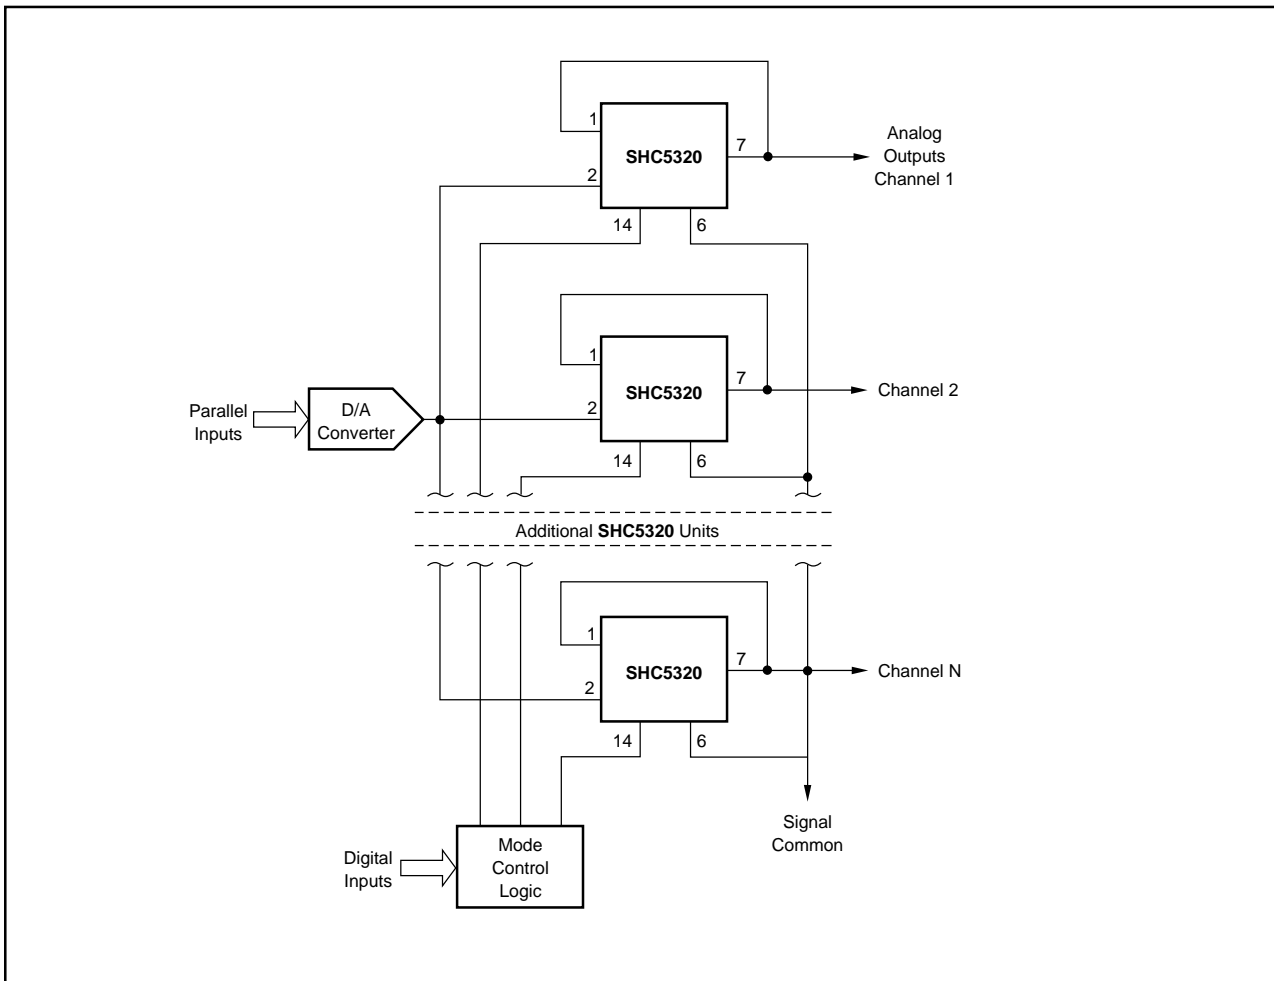 1
SHC5320
7
2
14
6
Analog
Outputs
Channel 1
1
SHC5320
7
2
14
6
Channel 2
Parallel
Inputs
D/A
Converter
Additional SHC5320 Units
1
SHC5320
7
2
14
6
Channel N
Signal
Common
Digital
Inputs
Mode
Control
Logic